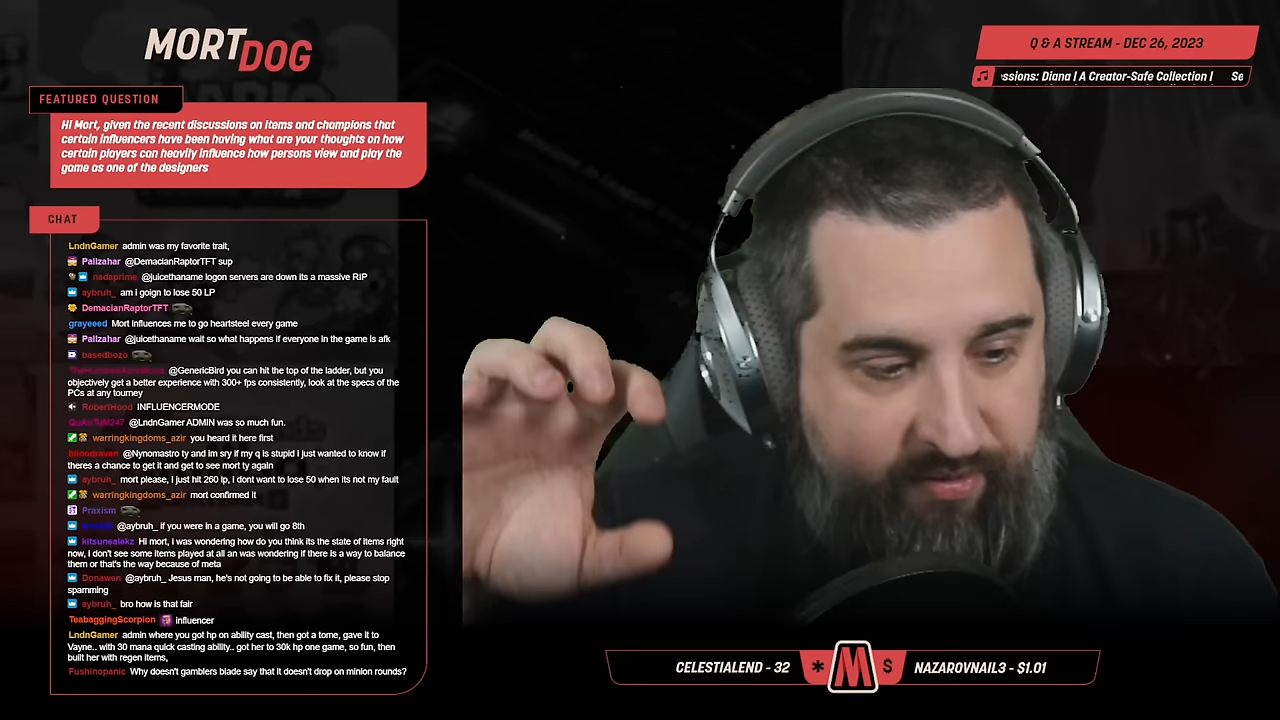 MORTDOG
Q & A STREAM - DEC 26, 2023
ssions: Diana | A Creator-Safe Collection | Se
FEATURED QUESTION
Hi Mort, given the recent discussions on items and champions that
certain influencers have been having what are your thoughts on how
certain players can heavily influence how persons view and play the
game as one of the designers
CHAT
LndnGamer admin was my favorite trait,
Pallzahar @DemacianRaptorTFT sup
nadaprime @juicethaname logon servers are down its a massive RIP
aybruh_ am i goign to lose 50 LP
DemacianRaptorTFT
grayeeed Mort influences me to go heartsteel every game
Pallzahar @juicethaname wait so what happens if everyone in the game is afk
basedbozo
@GenericBird you can hit the top of the ladder, but you
objectively get a better experience with 300+ fps consistently, look at the specs of the
PCs at any tourney
RobertHood INFLUENCERMODE
@LndnGamer ADMIN was so much fun.
warringkingdoms_azir you heard it here first
bloodraven @Nynomastro ty and im sry if my q is stupid i just wanted to know if
theres a chance to get it and get to see mort ty again
aybruh_ mort please, i just hit 260 lp, i dont want to lose 50 when its not my fault
warringkingdoms_azir mort confirmed it
Praxism
@aybruh_ if you were in a game, you will go 8th
kitsunealekz Hi mort, i was wondering how do you think its the state of items right
now, i don't see some items played at all an was wondering if there is a way to balance
them or that's the way because of meta
Donawen @aybruh_ Jesus man, he's not going to be able to fix it, please stop
spamming
aybruh_ bro how is that fair
TeabaggingScorpion influencer
LndnGamer admin where you got hp on ability cast, then got a tome, gave it to
Vayne.. with 30 mana quick casting ability.. got her to 30k hp one game, so fun, then
built her with regen items,
Fushinopanic Why doesn't gamblers blade say that it doesn't drop on minion rounds?
CELESTIALEND - 32 * M $ NAZAROVNAIL3 - $1.01